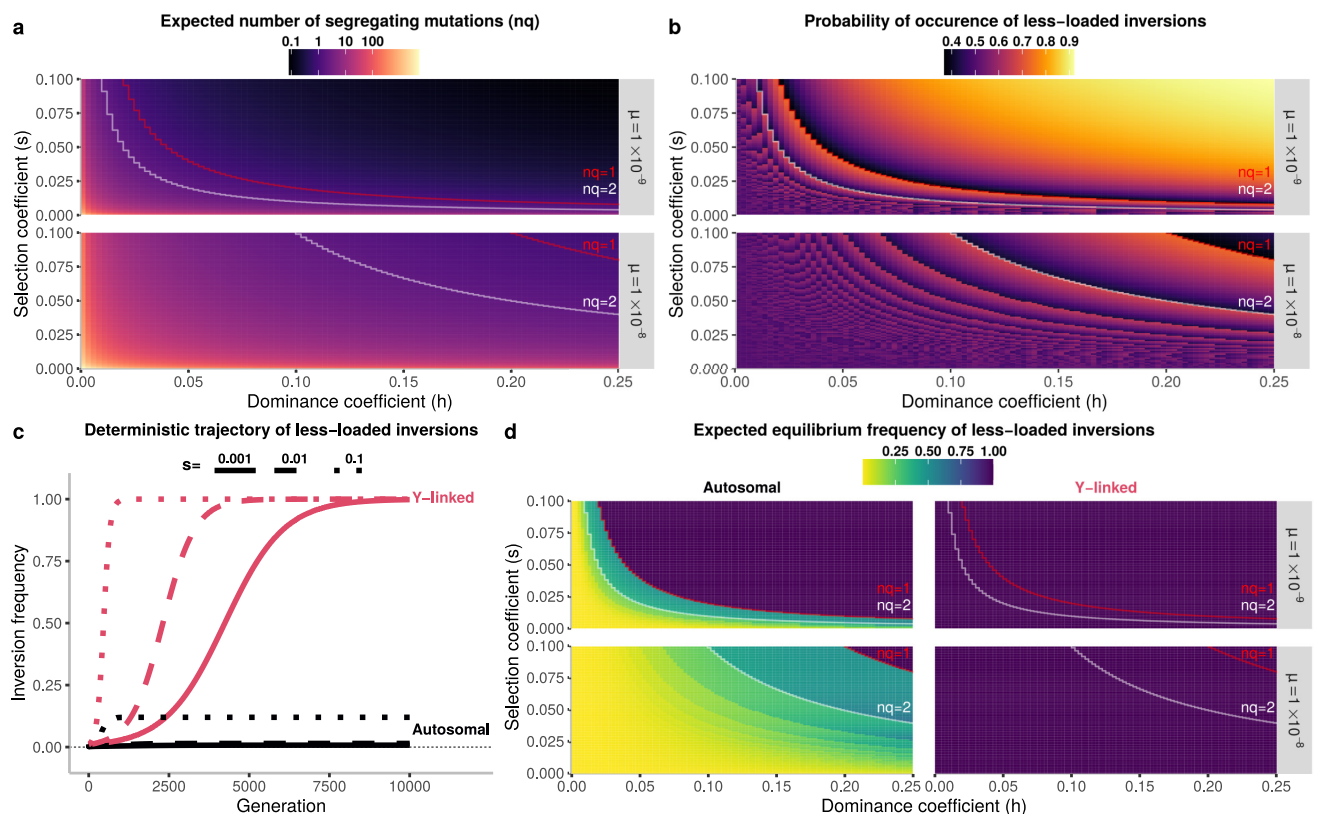 a
Expected number of segregating mutations (nq)
0.1 1 10 100
Selection coefficient (s)
0.100
0.075
0.050
0.025
0.000
nq=1
nq=2
μ = 1 ×10⁻⁹
0.100
0.075
0.050
0.025
0.000
nq=1
nq=2
μ = 1 ×10⁻⁸
0.00 0.05 0.10 0.15 0.20 0.25
Dominance coefficient (h)
b
Probability of occurence of less−loaded inversions
0.4 0.5 0.6 0.7 0.8 0.9
Selection coefficient (s)
0.100
0.075
0.050
0.025
0.000
nq=1
nq=2
μ = 1 ×10⁻⁹
0.100
0.075
0.050
0.025
0.000
nq=1
nq=2
μ = 1 ×10⁻⁸
0.00 0.05 0.10 0.15 0.20 0.25
Dominance coefficient (h)
c
Deterministic trajectory of less−loaded inversions
s= 0.001 0.01 0.1
Inversion frequency
1.00
0.75
0.50
0.25
0.00
Y−linked
Autosomal
0 2500 5000 7500 10000
Generation
d
Expected equilibrium frequency of less−loaded inversions
0.25 0.50 0.75 1.00
Autosomal
Y−linked
Selection coefficient (s)
0.100
0.075
0.050
0.025
0.000
nq=1
nq=2
nq=1
nq=2
μ = 1 ×10⁻⁹
0.100
0.075
0.050
0.025
0.000
nq=1
nq=2
nq=1
nq=2
μ = 1 ×10⁻⁸
0.00 0.05 0.10 0.15 0.20 0.25
0.00 0.05 0.10 0.15 0.20 0.25
Dominance coefficient (h)